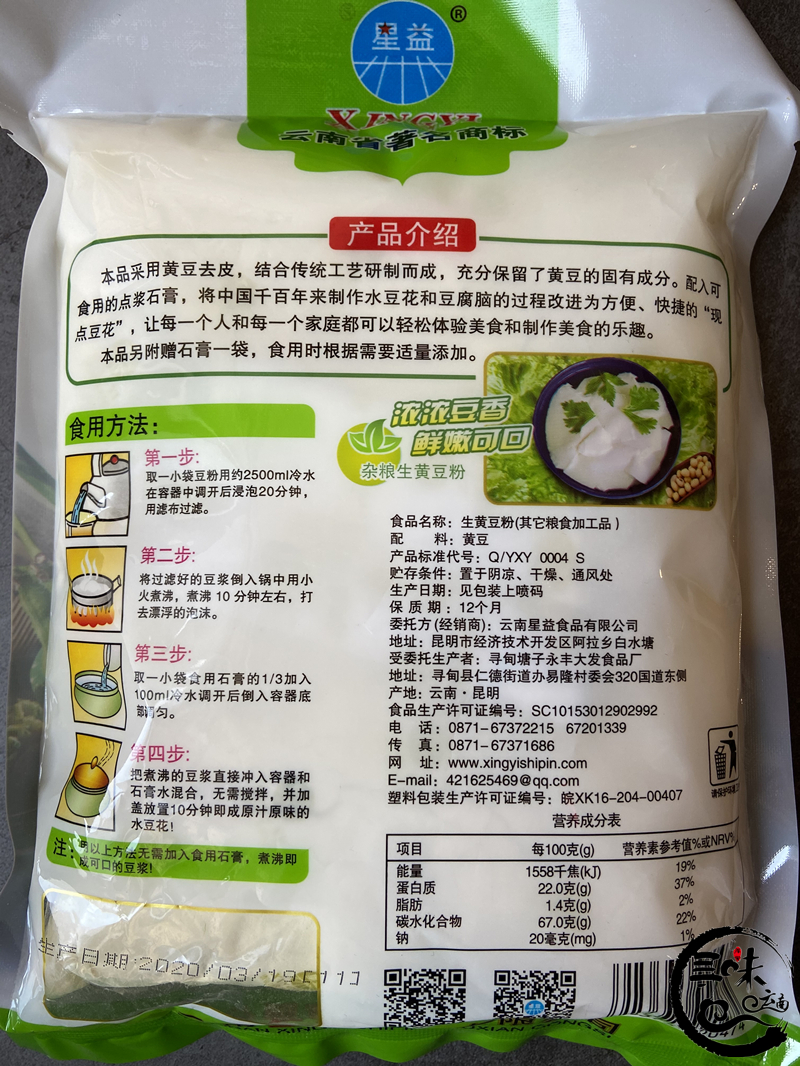 星益
®
XINGYI
云南省著名商标
产品介绍
本品采用黄豆去皮，结合传统工艺研制而成，充分保留了黄豆的固有成分。配入可
食用的点浆石膏，将中国千百年来制作水豆花和豆腐脑的过程改进为方便、快捷的“现
点豆花”，让每一个人和每一个家庭都可以轻松体验美食和制作美食的乐趣。
本品另附赠石膏一袋，食用时根据需要适量添加。
浓浓豆香
鲜嫩可口
杂粮生黄豆粉
食用方法：
第一步:
取一小袋豆粉用约2500ml冷水
在容器中调开后浸泡20分钟，
用滤布过滤。
第二步:
将过滤好的豆浆倒入锅中用小
火煮沸，煮沸 10 分钟左右，打
去漂浮的泡沫。
第三步:
取一小袋食用石膏的1/3加入
100ml冷水调开后倒入容器底
部调匀。
第四步:
把煮沸的豆浆直接冲入容器和
石膏水混合，无需搅拌，并加
盖放置10分钟即成原汁原味的
水豆花！
注：用以上方法无需加入食用石膏，煮沸即
成可口的豆浆！
食品名称：生黄豆粉(其它粮食加工品)
配 料：黄豆
产品标准代号：Q/YXY 0004 S
贮存条件：置于阴凉、干燥、通风处
生产日期：见包装上喷码
保 质 期：12个月
委托方(经销商)：云南星益食品有限公司
地址：昆明市经济技术开发区阿拉乡白水塘
受委托生产者：寻甸塘子永丰大发食品厂
地址：寻甸县仁德街道办易隆村委会320国道东侧
产地：云南·昆明
食品生产许可证编号：SC10153012902992
电 话：0871-67372215 67201339
传 真：0871-67371686
网 址：www.xingyishipin.com
E-mail：421625469@qq.com
塑料包装生产许可证编号：皖XK16-204-00407
请保护环境
营养成分表
项目 每100克(g) 营养素参考值%或NRV%
能量 1558千焦(kJ) 19%
蛋白质 22.0克(g) 37%
脂肪 1.4克(g) 2%
碳水化合物 67.0克(g) 22%
钠 20毫克(mg) 1%
生产日期:2020/03/19[11]
星益
味
云南